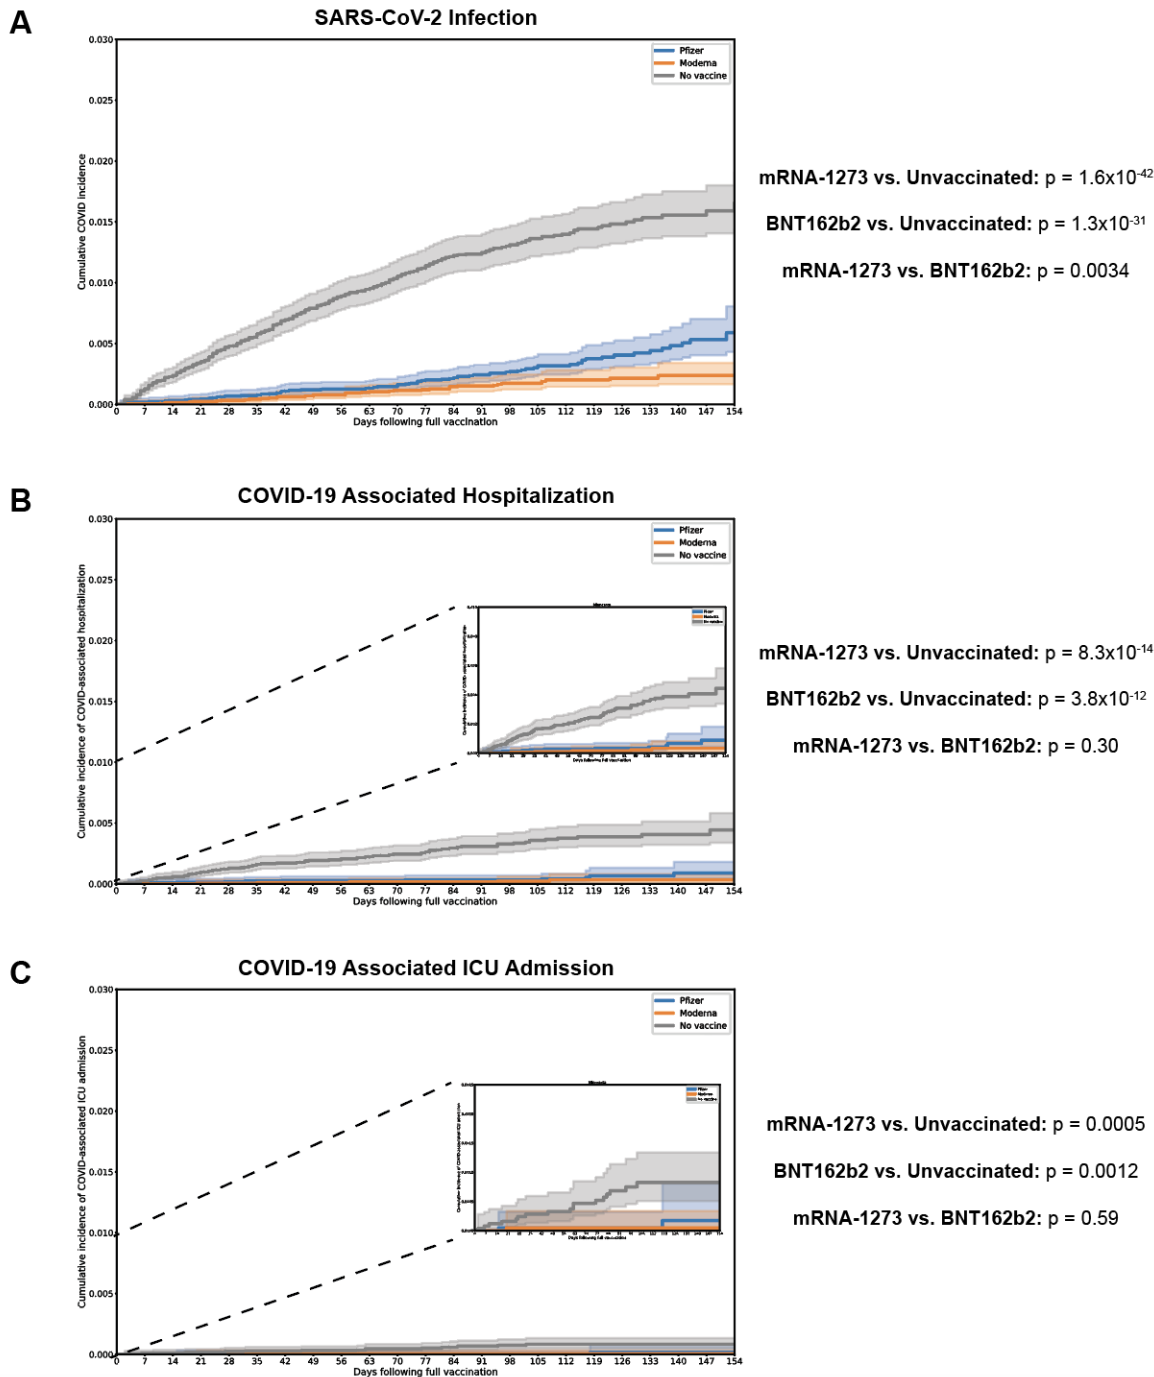 A
SARS-CoV-2 Infection
0.030
0.025
0.020
0.015
0.010
0.005
0.000
Cumulative COVID incidence
Pfizer
Moderna
No vaccine
0 7 14 21 28 35 42 49 56 63 70 77 84 91 98 105 112 119 126 133 140 147 154
Days following full vaccination
mRNA-1273 vs. Unvaccinated: p = 1.6x10-42
BNT162b2 vs. Unvaccinated: p = 1.3x10-31
mRNA-1273 vs. BNT162b2: p = 0.0034
B
COVID-19 Associated Hospitalization
0.030
0.025
0.020
0.015
0.010
0.005
0.000
Cumulative incidence of COVID-associated hospitalization
Pfizer
Moderna
No vaccine
Days following full vaccination
0 7 14 21 28 35 42 49 56 63 70 77 84 91 98 105 112 119 126 133 140 147 154
Days following full vaccination
mRNA-1273 vs. Unvaccinated: p = 8.3x10-14
BNT162b2 vs. Unvaccinated: p = 3.8x10-12
mRNA-1273 vs. BNT162b2: p = 0.30
C
COVID-19 Associated ICU Admission
0.030
0.025
0.020
0.015
0.010
0.005
0.000
Cumulative incidence of COVID-associated ICU admission
Pfizer
Moderna
No vaccine
Days following full vaccination
0 7 14 21 28 35 42 49 56 63 70 77 84 91 98 105 112 119 126 133 140 147 154
Days following full vaccination
mRNA-1273 vs. Unvaccinated: p = 0.0005
BNT162b2 vs. Unvaccinated: p = 0.0012
mRNA-1273 vs. BNT162b2: p = 0.59